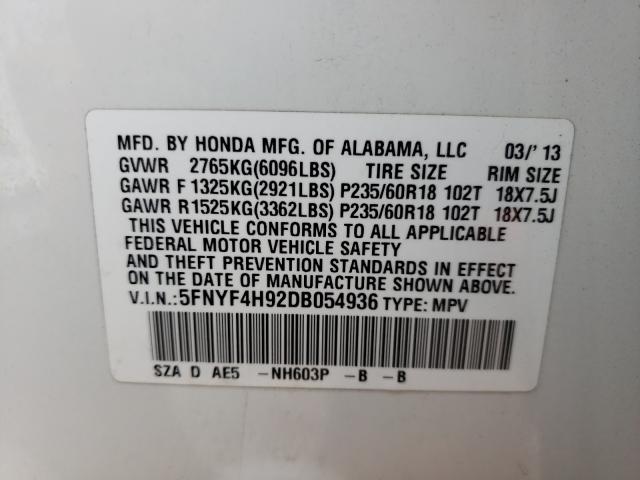 MFD. BY HONDA MFG. OF ALABAMA, LLC 03/' 13
GVWR 2765KG(6096LBS) TIRE SIZE RIM SIZE
GAWR F 1325KG(2921LBS) P235/60R18 102T 18X7.5J
GAWR R1525KG(3362LBS) P235/60R18 102T 18X7.5J
THIS VEHICLE CONFORMS TO ALL APPLICABLE
FEDERAL MOTOR VEHICLE SAFETY
AND THEFT PREVENTION STANDARDS IN EFFECT
ON THE DATE OF MANUFACTURE SHOWN ABOVE.
V.I.N.:5FNYF4H92DB054936 TYPE: MPV
SZA D AE5 -NH603P -B -B